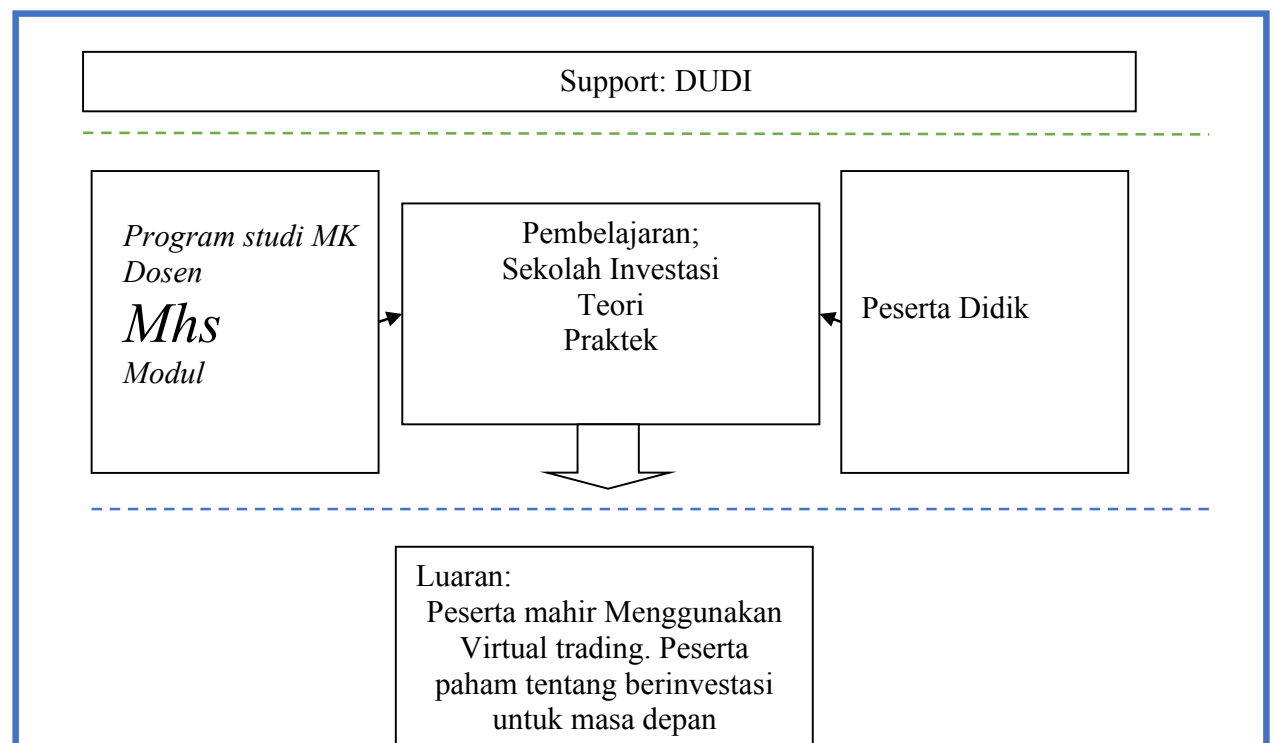 Support: DUDI
Program studi MK
Dosen
Mhs
Modul
Pembelajaran;
Sekolah Investasi
Teori
Praktek
Peserta Didik
Luaran:
Peserta mahir Menggunakan
Virtual trading. Peserta
paham tentang berinvestasi
untuk masa depan